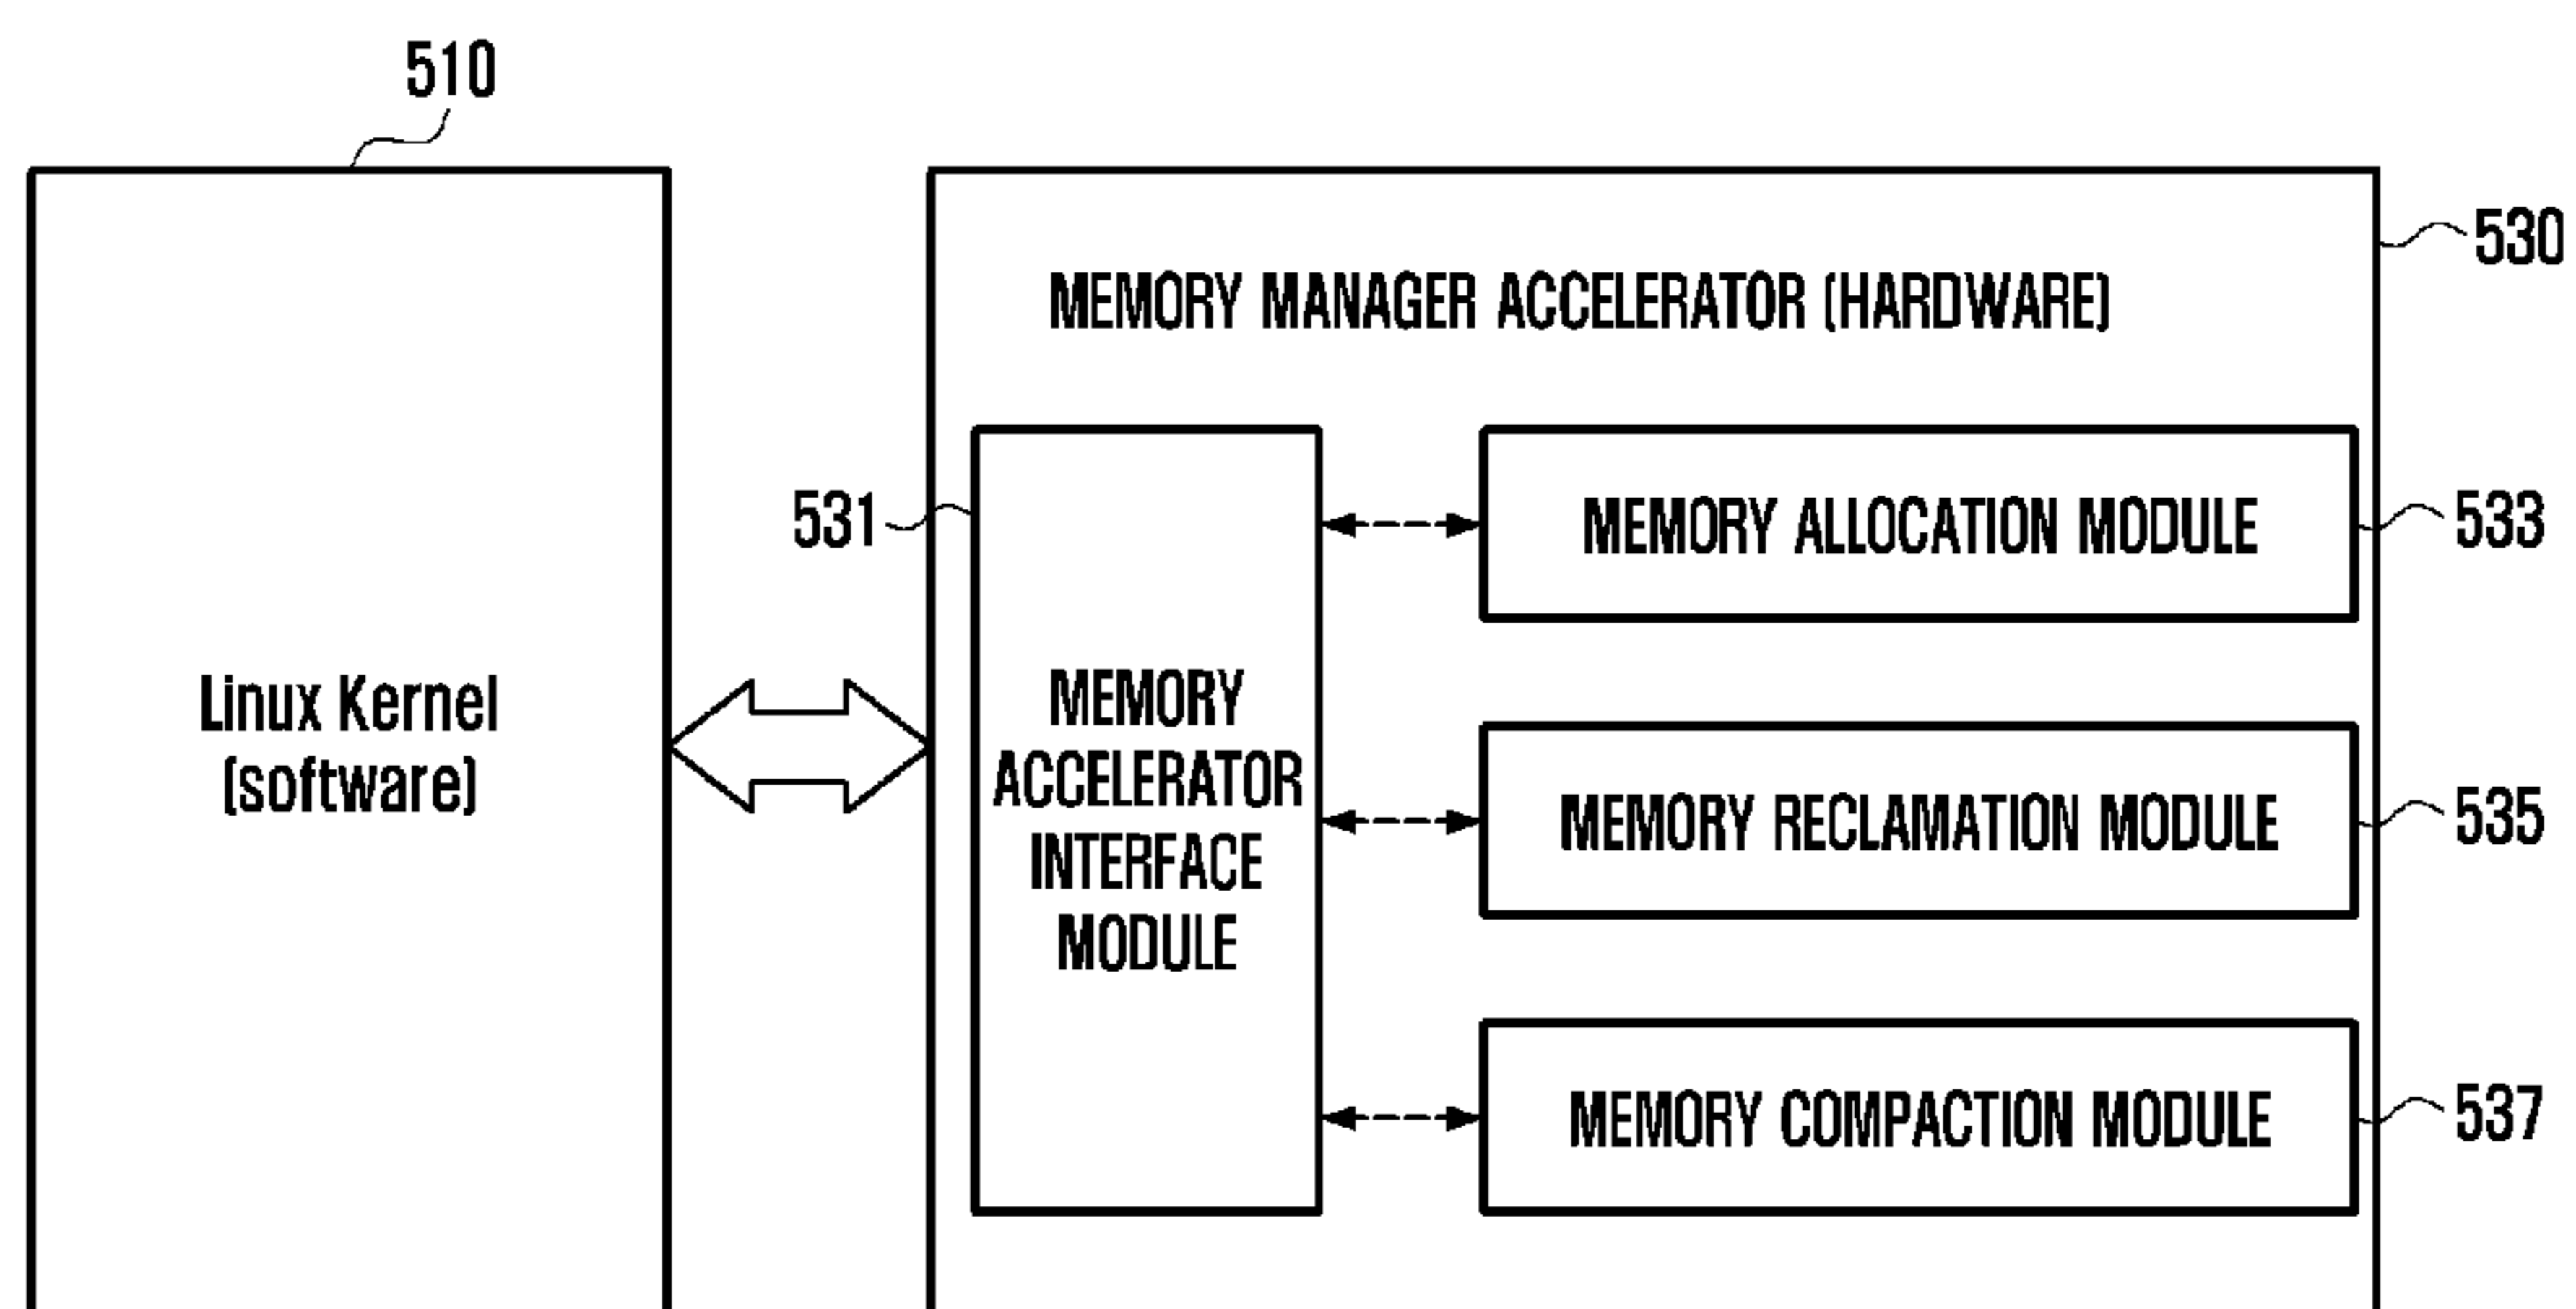 510
530
MEMORY MANAGER ACCELERATOR (HARDWARE)
531
533
MEMORY ALLOCATION MODULE
Linux Kernel
(software)
MEMORY
ACCELERATOR
INTERFACE
MODULE
MEMORY RECLAMATION MODULE
535
MEMORY COMPACTION MODULE
537